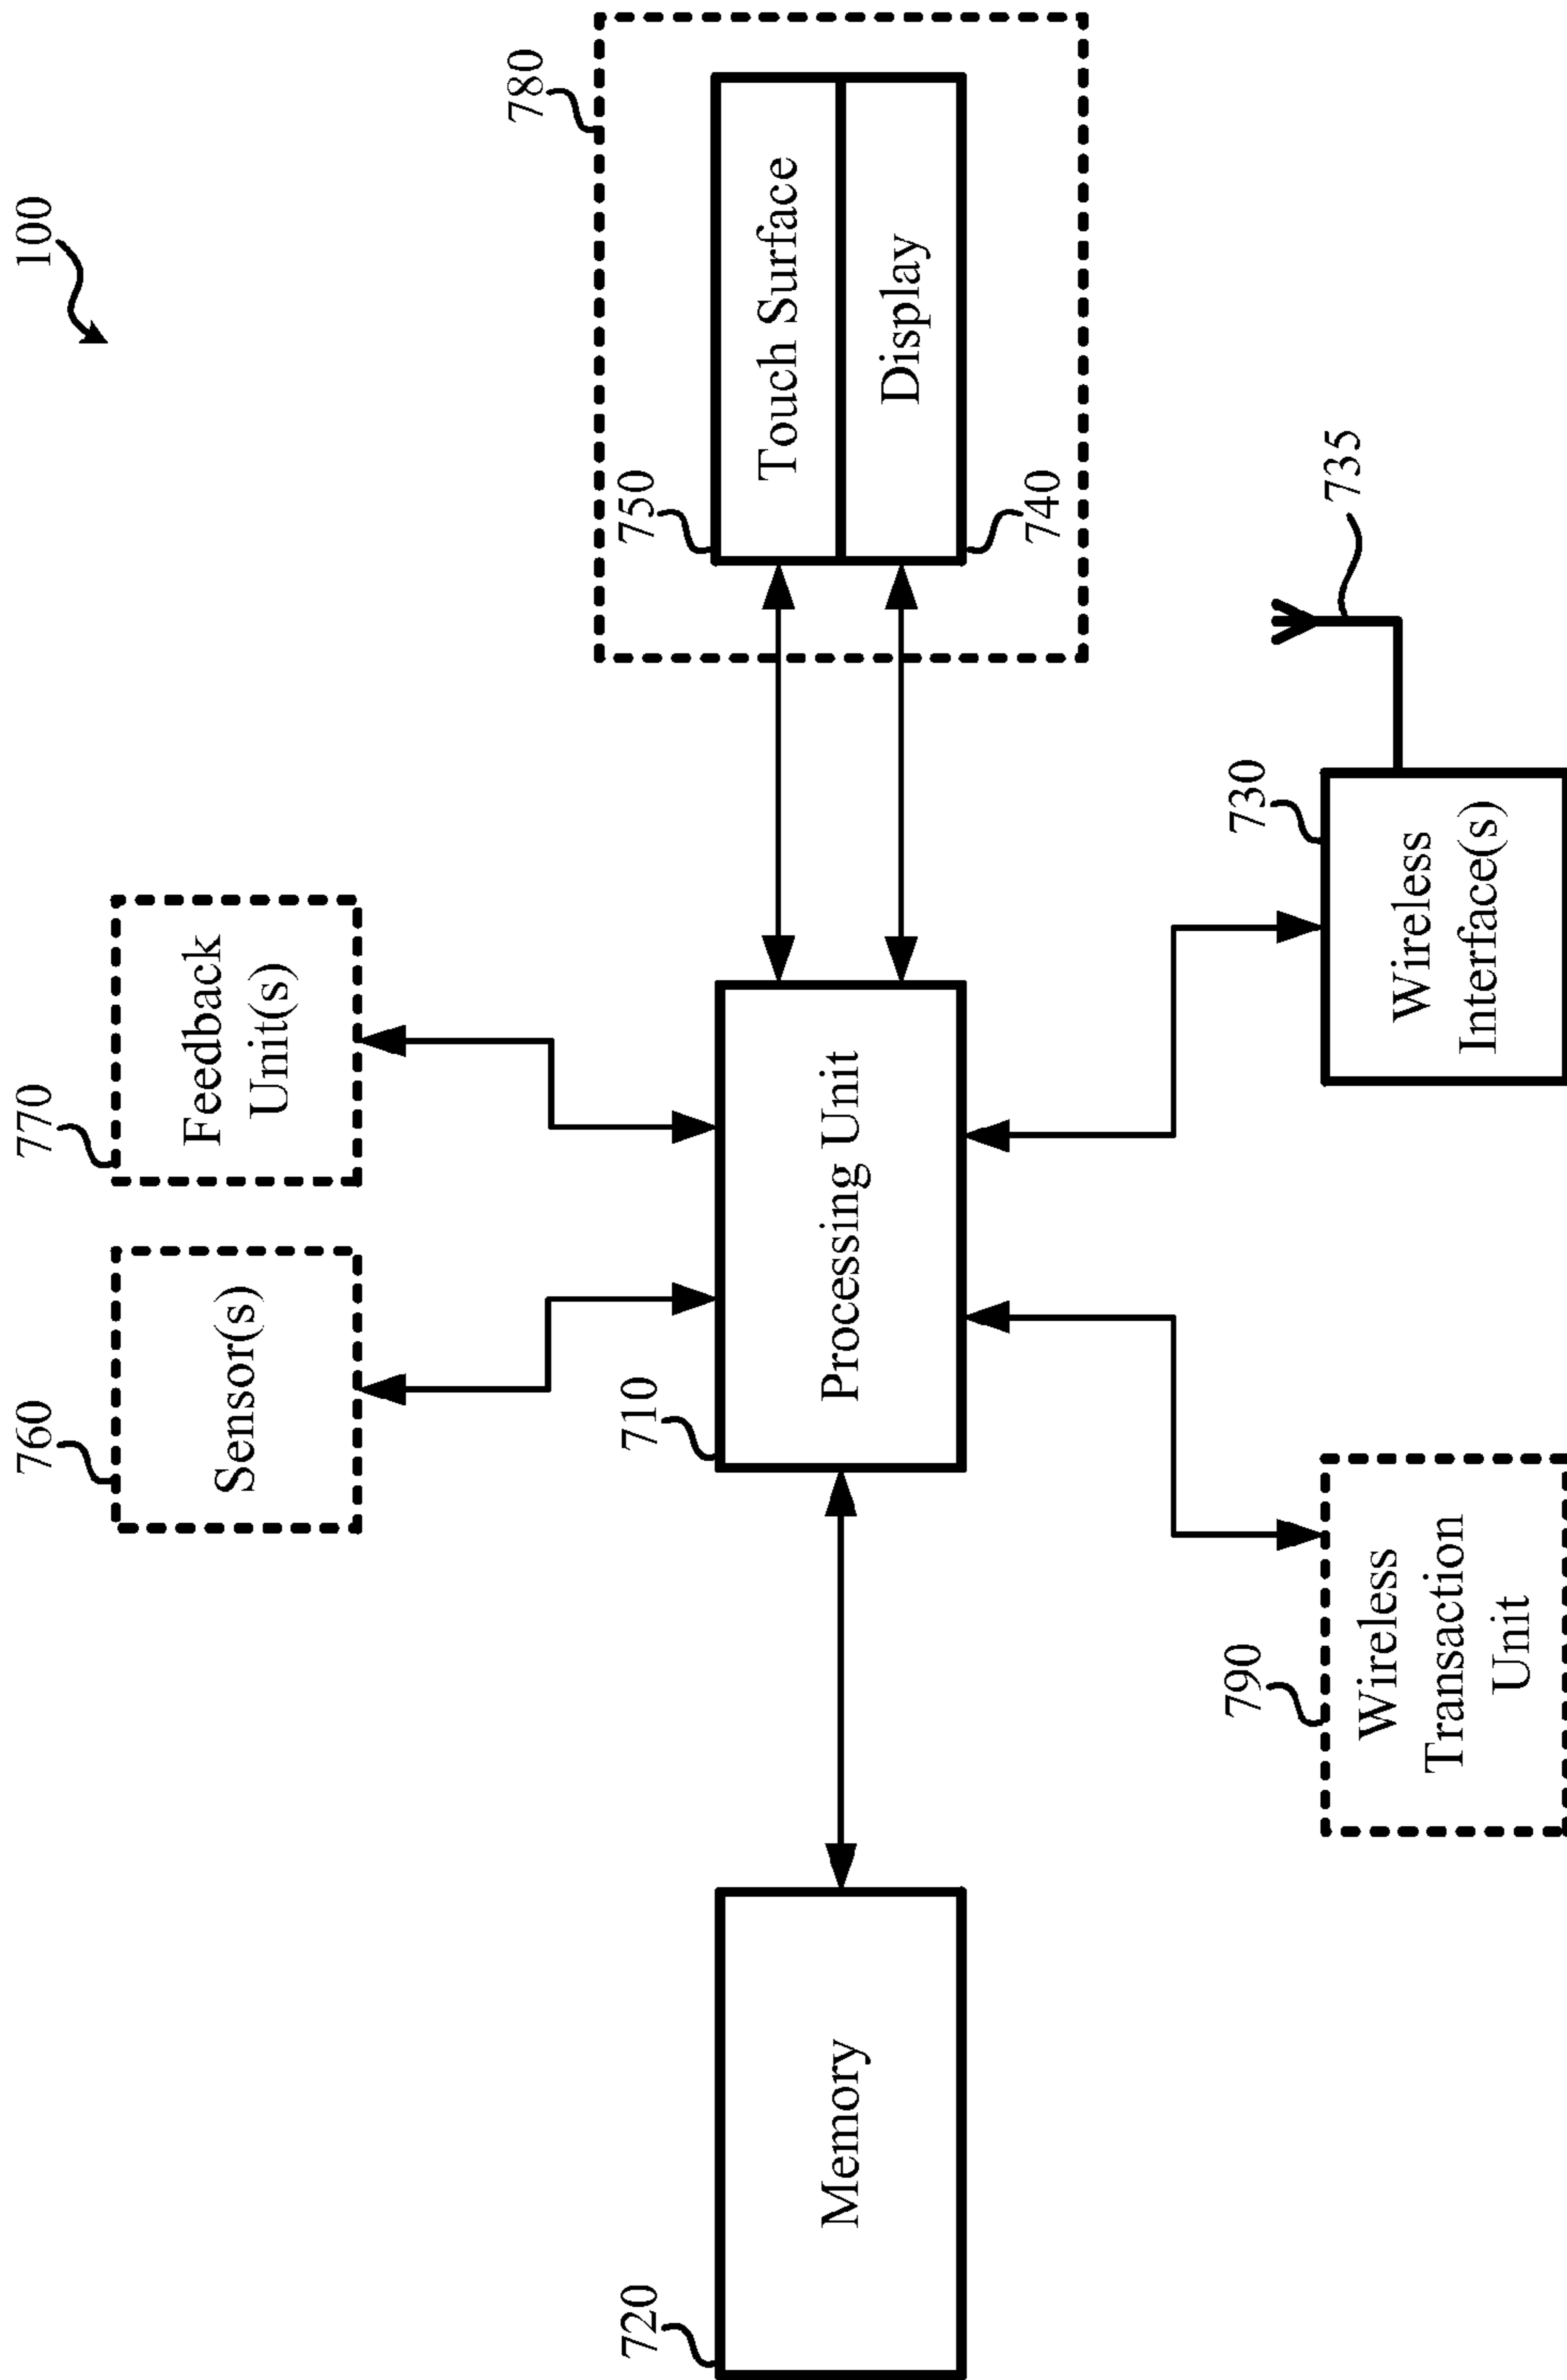 100
760
770
Sensor(s)
Feedback
Unit(s)
780
720
710
750
Memory
Processing Unit
Touch Surface
Display
740
790
730
735
Wireless
Transaction
Unit
Wireless
Interface(s)